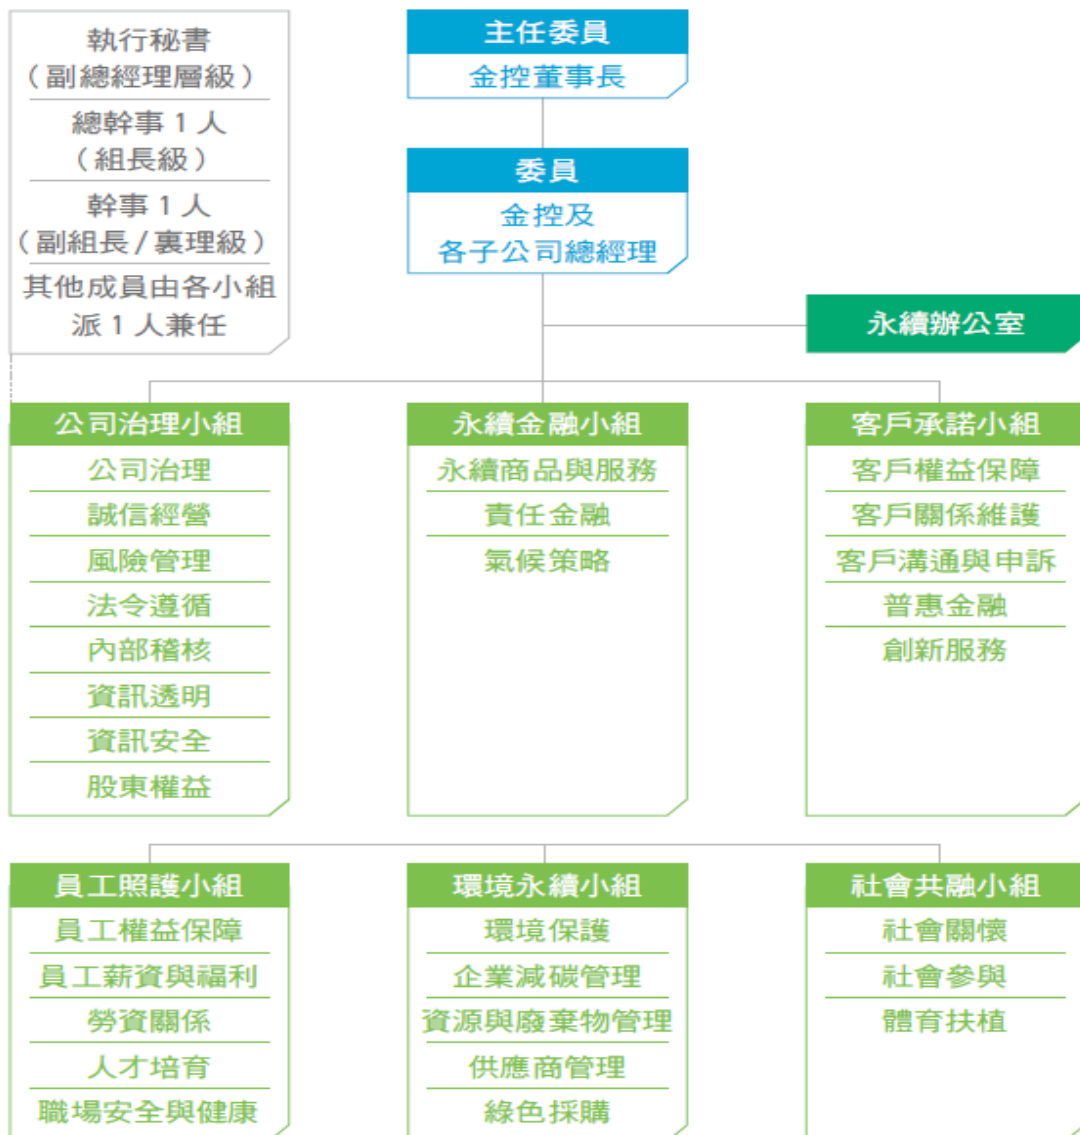 執行秘書
（副總經理層級）
總幹事 1 人
（組長級）
幹事 1 人
（副組長 / 裏理級）
其他成員由各小組
派 1 人兼任
主任委員
金控董事長
委員
金控及
各子公司總經理
永續辦公室
公司治理小組
公司治理
誠信經營
風險管理
法令遵循
內部稽核
資訊透明
資訊安全
股東權益
永續金融小組
永續商品與服務
責任金融
氣候策略
客戶承諾小組
客戶權益保障
客戶關係維護
客戶溝通與申訴
普惠金融
創新服務
員工照護小組
員工權益保障
員工薪資與福利
勞資關係
人才培育
職場安全與健康
環境永續小組
環境保護
企業減碳管理
資源與廢棄物管理
供應商管理
綠色採購
社會共融小組
社會關懷
社會參與
體育扶植